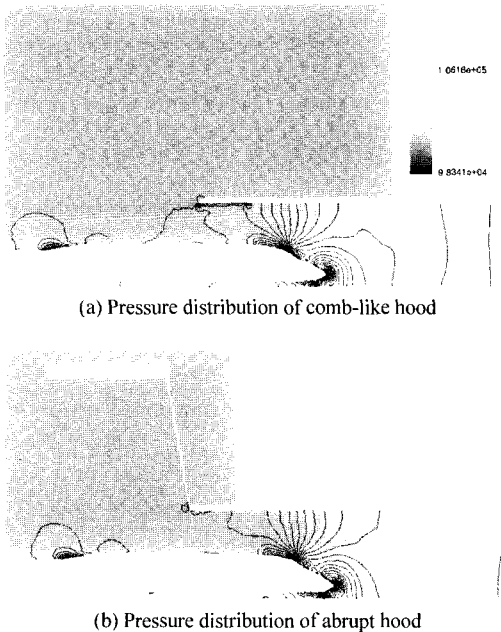 1.0616e+05
9.8341e+04
(a) Pressure distribution of comb-like hood
(b) Pressure distribution of abrupt hood